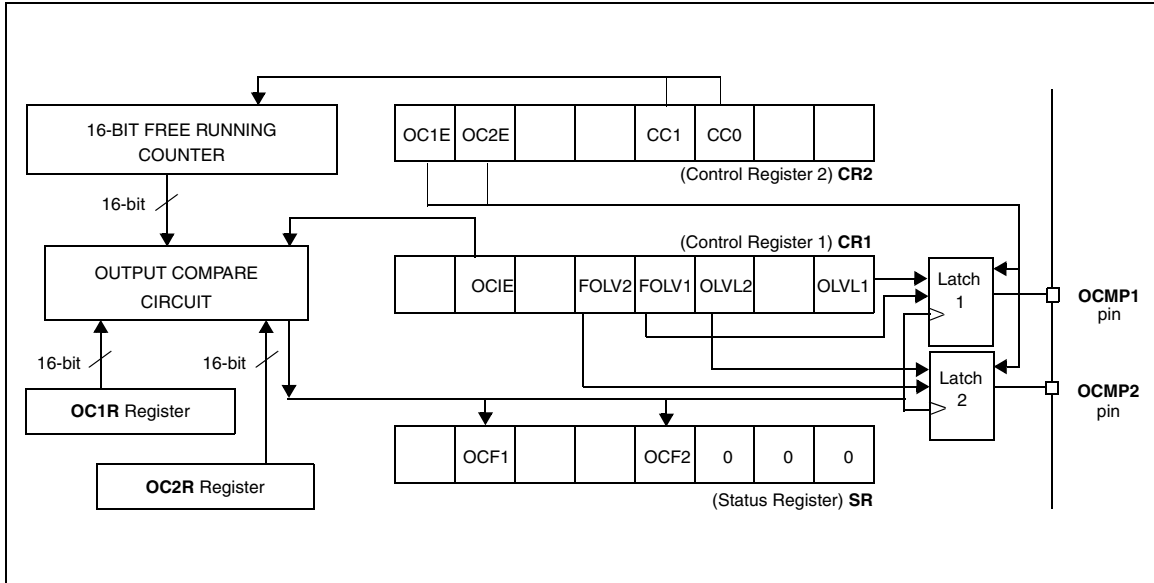 16-BIT FREE RUNNING
COUNTER
OC1E OC2E CC1 CC0
(Control Register 2) CR2
16-bit
(Control Register 1) CR1
OUTPUT COMPARE
CIRCUIT
OCIE FOLV2 FOLV1 OLVL2 OLVL1
Latch
1
OCMP1
pin
16-bit 16-bit
Latch
2
OCMP2
pin
OC1R Register
OCF1 OCF2 0 0 0
OC2R Register
(Status Register) SR